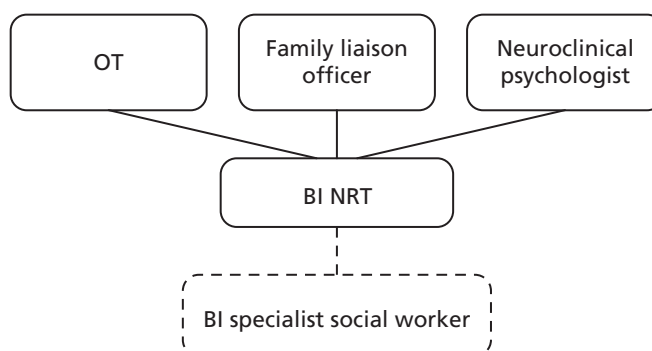 OT
Family liaison
officer
Neuroclinical
psychologist
BI NRT
BI specialist social worker